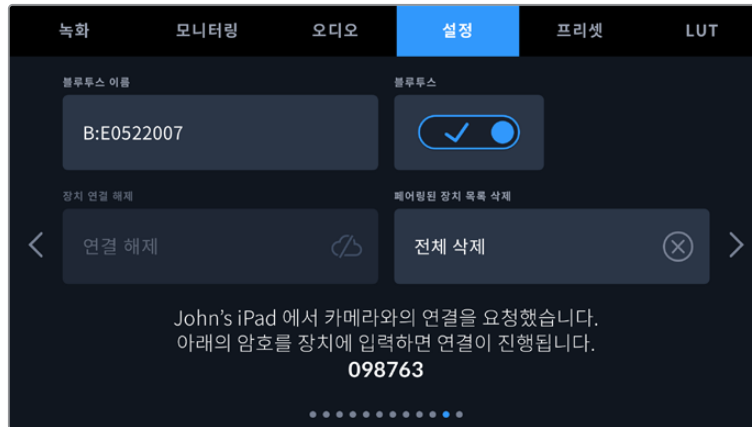 녹화 모니터링 오디오 설정 프리셋 LUT
블루투스 이름 블루투스
B:E0522007
장치 연결 해제 페어링된 장치 목록 삭제
연결 해제 전체 삭제
John’s iPad 에서 카메라와의 연결을 요청했습니다.
아래의 암호를 장치에 입력하면 연결이 진행됩니다.
098763